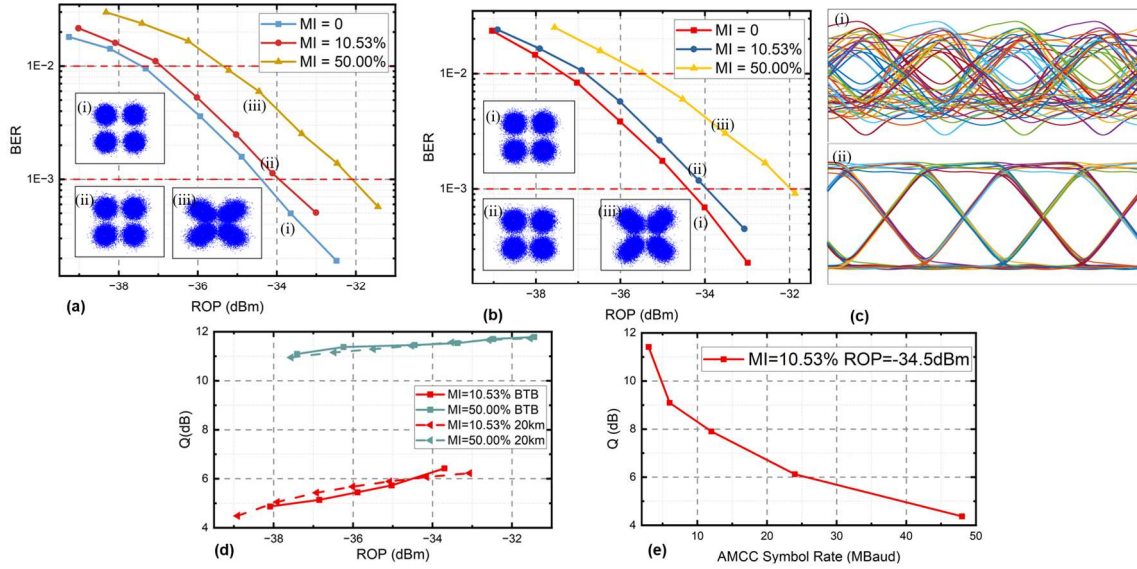 MI = 0
MI = 10.53%
MI = 50.00%
1E−2
1E−3
BER
(i)
(ii)
(iii)
(iii)
(ii)
(i)
−38
−36
−34
−32
ROP (dBm)
(a)
MI = 0
MI = 10.53%
MI = 50.00%
1E−2
1E−3
BER
(i)
(ii)
(iii)
(iii)
(ii)
(i)
−38
−36
−34
−32
ROP (dBm)
(b)
(i)
(ii)
(c)
12
10
8
6
4
Q(dB)
MI=10.53% BTB
MI=50.00% BTB
MI=10.53% 20km
MI=50.00% 20km
−38
−36
−34
−32
ROP (dBm)
(d)
12
10
8
6
4
Q (dB)
MI=10.53% ROP=-34.5dBm
0
10
20
30
40
50
AMCC Symbol Rate (MBaud)
(e)